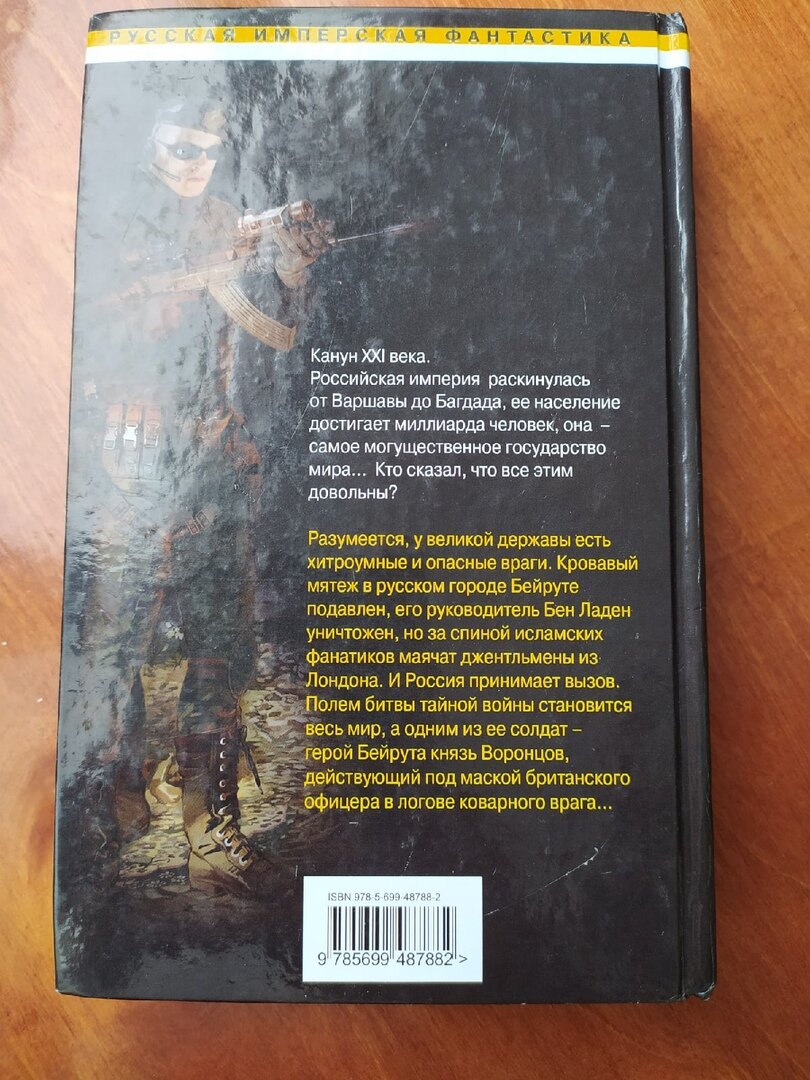 РУССКАЯ ИМПЕРСКАЯ ФАНТАСТИКА
Канун XXI века.
Российская империя раскинулась
от Варшавы до Багдада, ее население
достигает миллиарда человек, она –
самое могущественное государство
мира... Кто сказал, что все этим
довольны?
Разумеется, у великой державы есть
хитроумные и опасные враги. Кровавый
мятеж в русском городе Бейруте
подавлен, его руководитель Бен Ладен
уничтожен, но за спиной исламских
фанатиков маячат джентльмены из
Лондона. И Россия принимает вызов.
Полем битвы тайной войны становится
весь мир, а одним из ее солдат –
герой Бейрута князь Воронцов,
действующий под маской британского
офицера в логове коварного врага...
ISBN 978-5-699-48788-2
9 785699 487882 >